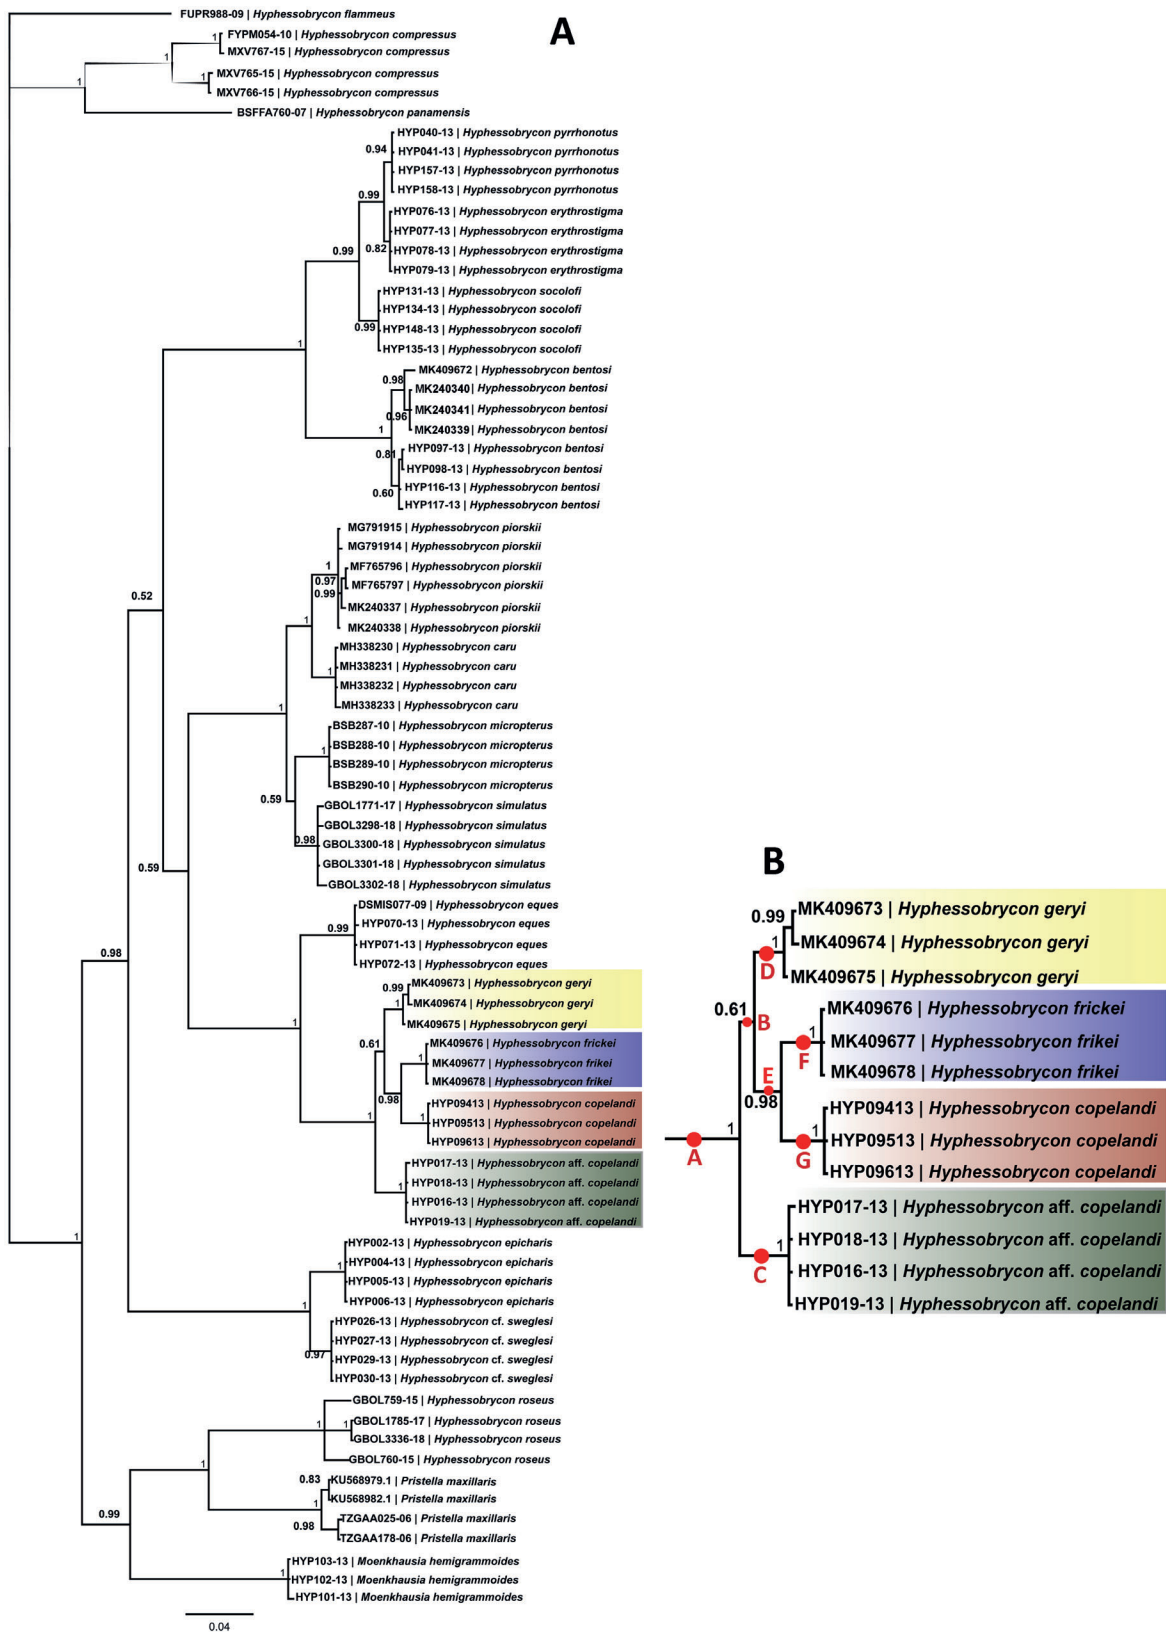 A
FUPR988-09 | Hyphessobrycon flammeus
1
FYPM054-10 | Hyphessobrycon compressus
1
MXV767-15 | Hyphessobrycon compressus
1
MXV765-15 | Hyphessobrycon compressus
1
MXV766-15 | Hyphessobrycon compressus
BSFFA760-07 | Hyphessobrycon panamensis
HYP040-13 | Hyphessobrycon pyrrhonotus
0.94
HYP041-13 | Hyphessobrycon pyrrhonotus
HYP157-13 | Hyphessobrycon pyrrhonotus
HYP158-13 | Hyphessobrycon pyrrhonotus
0.99
HYP076-13 | Hyphessobrycon erythrostigma
HYP077-13 | Hyphessobrycon erythrostigma
0.99
0.82
HYP078-13 | Hyphessobrycon erythrostigma
HYP079-13 | Hyphessobrycon erythrostigma
HYP131-13 | Hyphessobrycon socolofi
HYP134-13 | Hyphessobrycon socolofi
0.99
HYP148-13 | Hyphessobrycon socolofi
1
HYP135-13 | Hyphessobrycon socolofi
MK409672 | Hyphessobrycon bentosi
0.98
MK240340 | Hyphessobrycon bentosi
MK240341 | Hyphessobrycon bentosi
0.96
MK240339 | Hyphessobrycon bentosi
1
HYP097-13 | Hyphessobrycon bentosi
0.81
HYP098-13 | Hyphessobrycon bentosi
HYP116-13 | Hyphessobrycon bentosi
0.60
HYP117-13 | Hyphessobrycon bentosi
MG791915 | Hyphessobrycon piorskii
MG791914 | Hyphessobrycon piorskii
1
MF765796 | Hyphessobrycon piorskii
0.97
MF765797 | Hyphessobrycon piorskii
0.99
0.52
MK240337 | Hyphessobrycon piorskii
1
MK240338 | Hyphessobrycon piorskii
MH338230 | Hyphessobrycon caru
1
MH338231 | Hyphessobrycon caru
MH338232 | Hyphessobrycon caru
1
MH338233 | Hyphessobrycon caru
BSB287-10 | Hyphessobrycon micropterus
1
BSB288-10 | Hyphessobrycon micropterus
BSB289-10 | Hyphessobrycon micropterus
BSB290-10 | Hyphessobrycon micropterus
0.59
GBOL1771-17 | Hyphessobrycon simulatus
GBOL3298-18 | Hyphessobrycon simulatus
0.98
GBOL3300-18 | Hyphessobrycon simulatus
0.59
GBOL3301-18 | Hyphessobrycon simulatus
GBOL3302-18 | Hyphessobrycon simulatus
DSMIS077-09 | Hyphessobrycon eques
0.99
HYP070-13 | Hyphessobrycon eques
HYP071-13 | Hyphessobrycon eques
0.98
HYP072-13 | Hyphessobrycon eques
MK409673 | Hyphessobrycon geryi
0.99
MK409674 | Hyphessobrycon geryi
1
MK409675 | Hyphessobrycon geryi
0.61
MK409676 | Hyphessobrycon frickei
1
MK409677 | Hyphessobrycon frikei
MK409678 | Hyphessobrycon frikei
0.98
HYP09413 | Hyphessobrycon copelandi
1
HYP09513 | Hyphessobrycon copelandi
1
HYP09613 | Hyphessobrycon copelandi
HYP017-13 | Hyphessobrycon aff. copelandi
HYP018-13 | Hyphessobrycon aff. copelandi
1
HYP016-13 | Hyphessobrycon aff. copelandi
HYP019-13 | Hyphessobrycon aff. copelandi
1
HYP002-13 | Hyphessobrycon epicharis
1
HYP004-13 | Hyphessobrycon epicharis
HYP005-13 | Hyphessobrycon epicharis
1
HYP006-13 | Hyphessobrycon epicharis
HYP026-13 | Hyphessobrycon cf. sweglesi
HYP027-13 | Hyphessobrycon cf. sweglesi
0.97
HYP029-13 | Hyphessobrycon cf. sweglesi
HYP030-13 | Hyphessobrycon cf. sweglesi
GBOL759-15 | Hyphessobrycon roseus
1
1
GBOL1785-17 | Hyphessobrycon roseus
GBOL3336-18 | Hyphessobrycon roseus
GBOL760-15 | Hyphessobrycon roseus
1
0.83
KU568979.1 | Pristella maxillaris
KU568982.1 | Pristella maxillaris
1
0.99
TZGAA025-06 | Pristella maxillaris
0.98
TZGAA178-06 | Pristella maxillaris
HYP103-13 | Moenkhausia hemigrammoides
1
HYP102-13 | Moenkhausia hemigrammoides
HYP101-13 | Moenkhausia hemigrammoides
0.04
B
MK409673 | Hyphessobrycon geryi
0.99
1
MK409674 | Hyphessobrycon geryi
D
MK409675 | Hyphessobrycon geryi
0.61
B
MK409676 | Hyphessobrycon frickei
1
MK409677 | Hyphessobrycon frikei
F
MK409678 | Hyphessobrycon frikei
E
0.98
HYP09413 | Hyphessobrycon copelandi
1
1
HYP09513 | Hyphessobrycon copelandi
A
G
HYP09613 | Hyphessobrycon copelandi
HYP017-13 | Hyphessobrycon aff. copelandi
HYP018-13 | Hyphessobrycon aff. copelandi
1
HYP016-13 | Hyphessobrycon aff. copelandi
C
HYP019-13 | Hyphessobrycon aff. copelandi